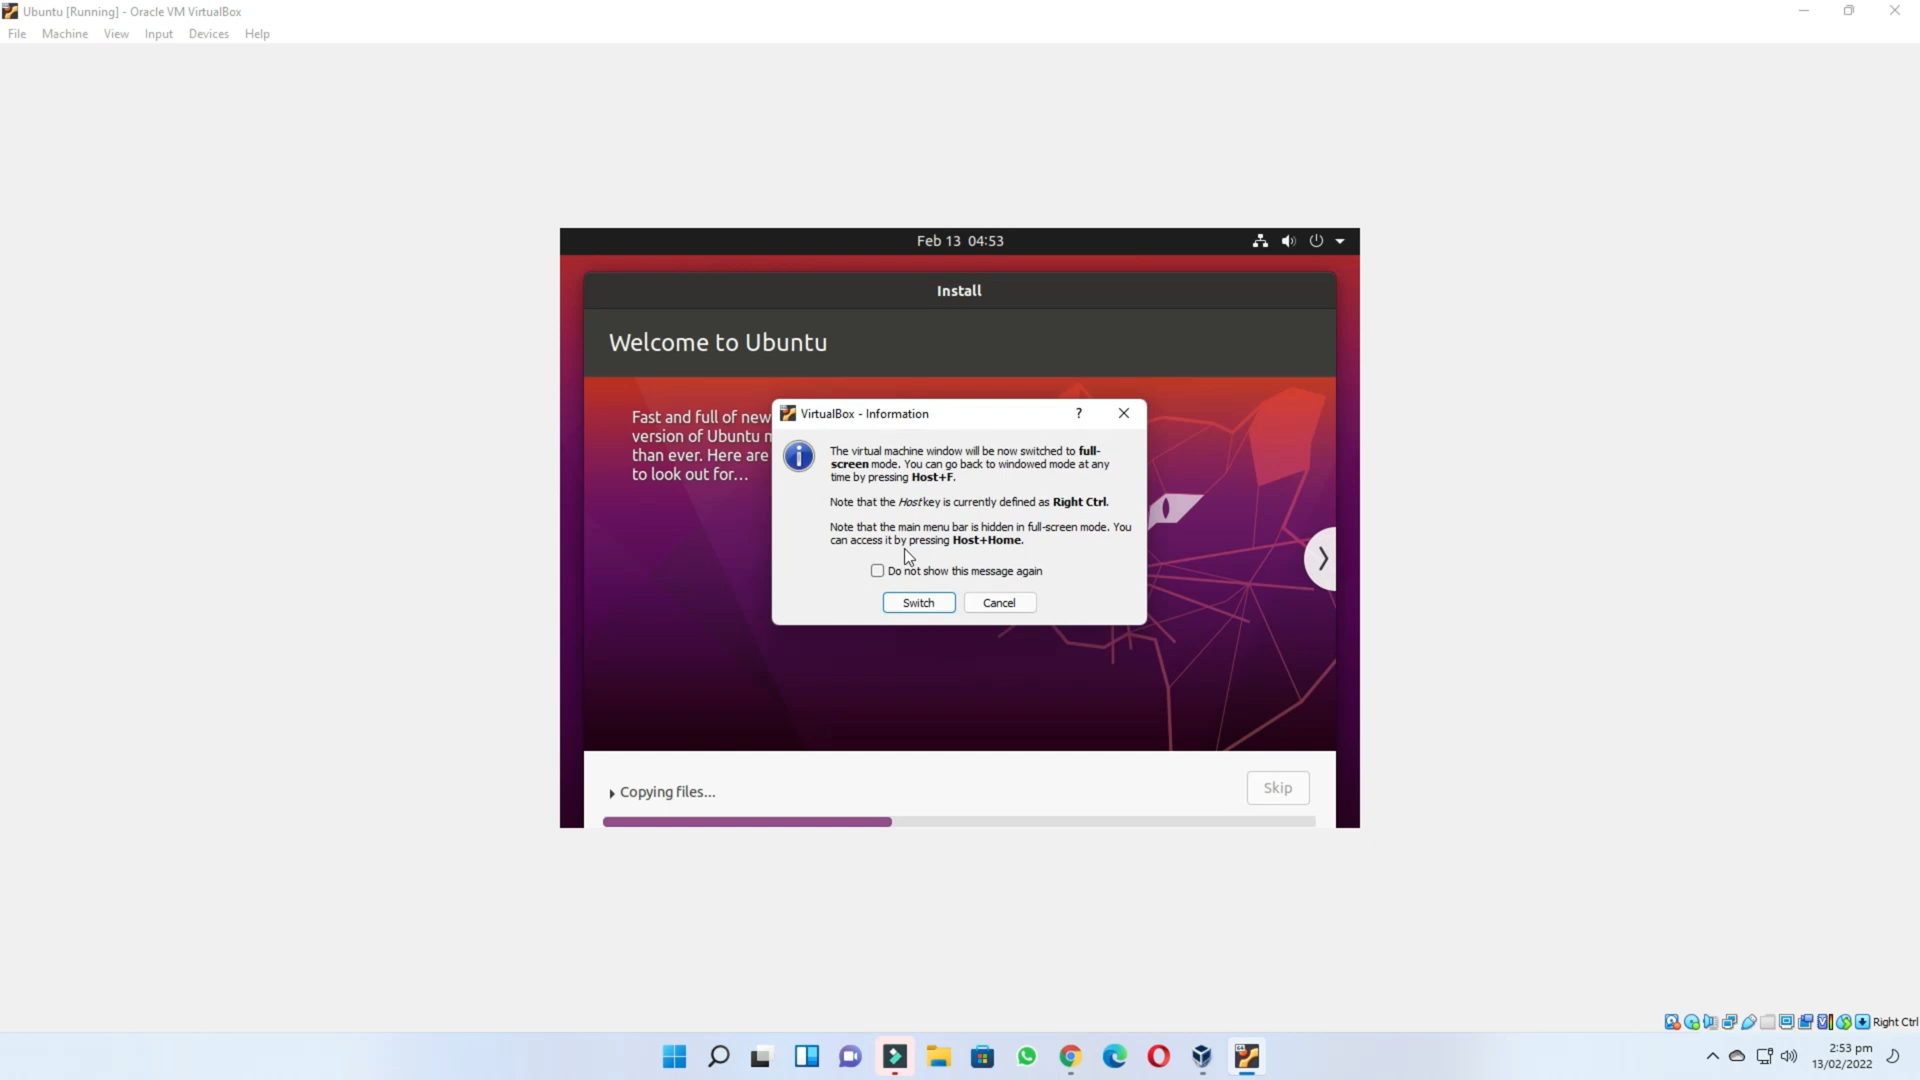 Ubuntu [Running] - Oracle VM VirtualBox
File Machine View Input Devices Help
Feb 13 04:53
Install
Welcome to Ubuntu
Fast and full of new
version of Ubuntu
than ever. Here are
to look out for...
VirtualBox - Information
?
The virtual machine window will be now switched to full-
screen mode. You can go back to windowed mode at any
time by pressing Host+F.
Note that the Host key is currently defined as Right Ctrl.
Note that the main menu bar is hidden in full-screen mode. You
can access it by pressing Host+Home.
Do not show this message again
Switch Cancel
Copying files...
Skip
Right Ctrl
2:53 pm
13/02/2022